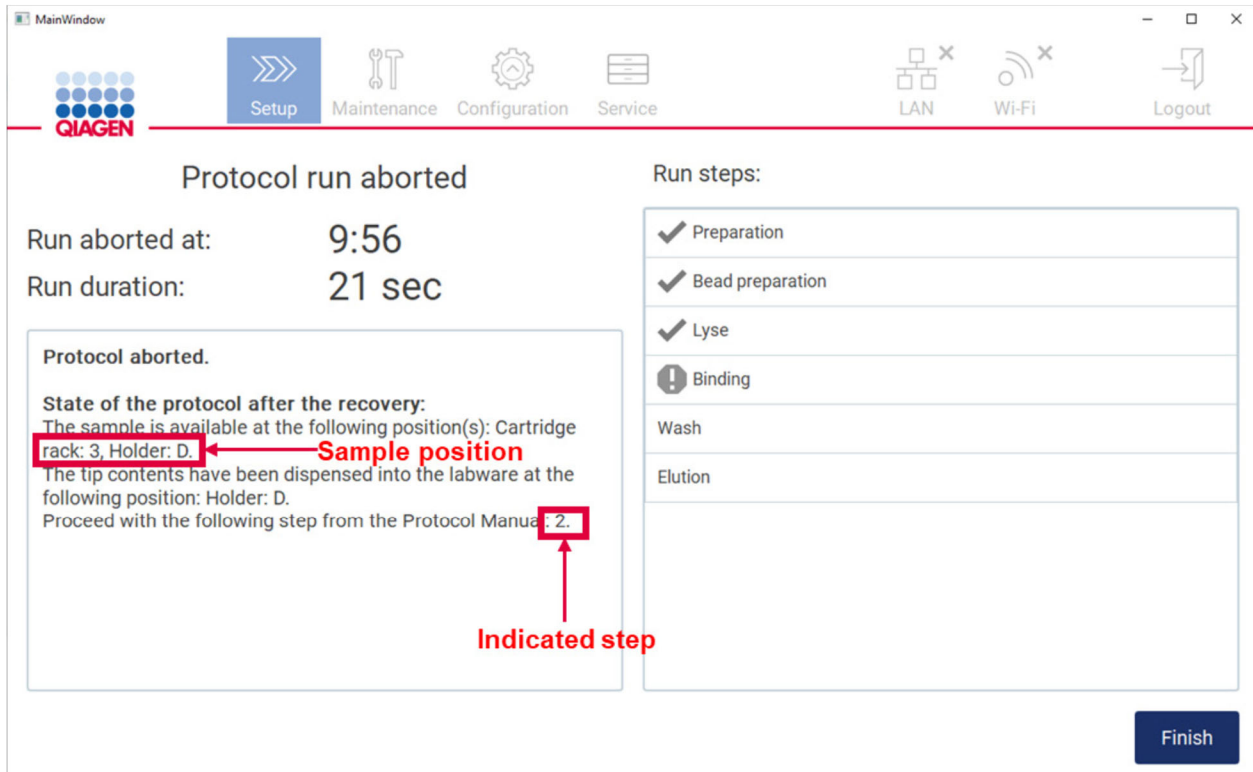 MainWindow
Setup
Maintenance
Configuration
Service
LAN
Wi-Fi
Logout
QIAGEN
Protocol run aborted
Run aborted at: 9:56
Run duration: 21 sec
Protocol aborted.
State of the protocol after the recovery:
The sample is available at the following position(s): Cartridge
rack: 3, Holder: D.
Sample position
The tip contents have been dispensed into the labware at the
following position: Holder: D.
Proceed with the following step from the Protocol Manual: 2.
Indicated step
Run steps:
Preparation
Bead preparation
Lyse
Binding
Wash
Elution
Finish